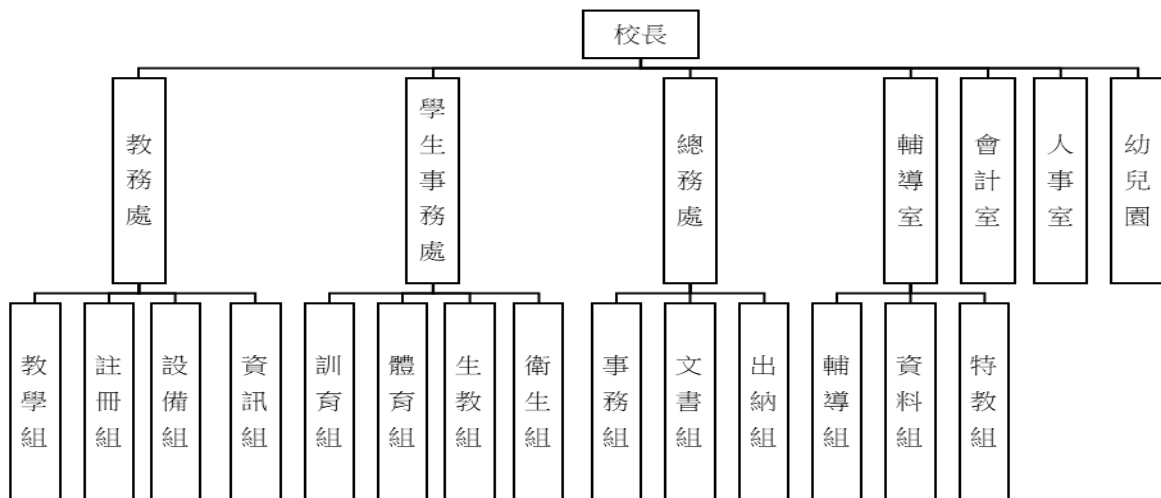 校長
教務處
學生事務處
總務處
輔導室
會計室
人事室
幼兒園
教學組
註冊組
設備組
資訊組
訓育組
體育組
生教組
衛生組
事務組
文書組
出納組
輔導組
資料組
特教組